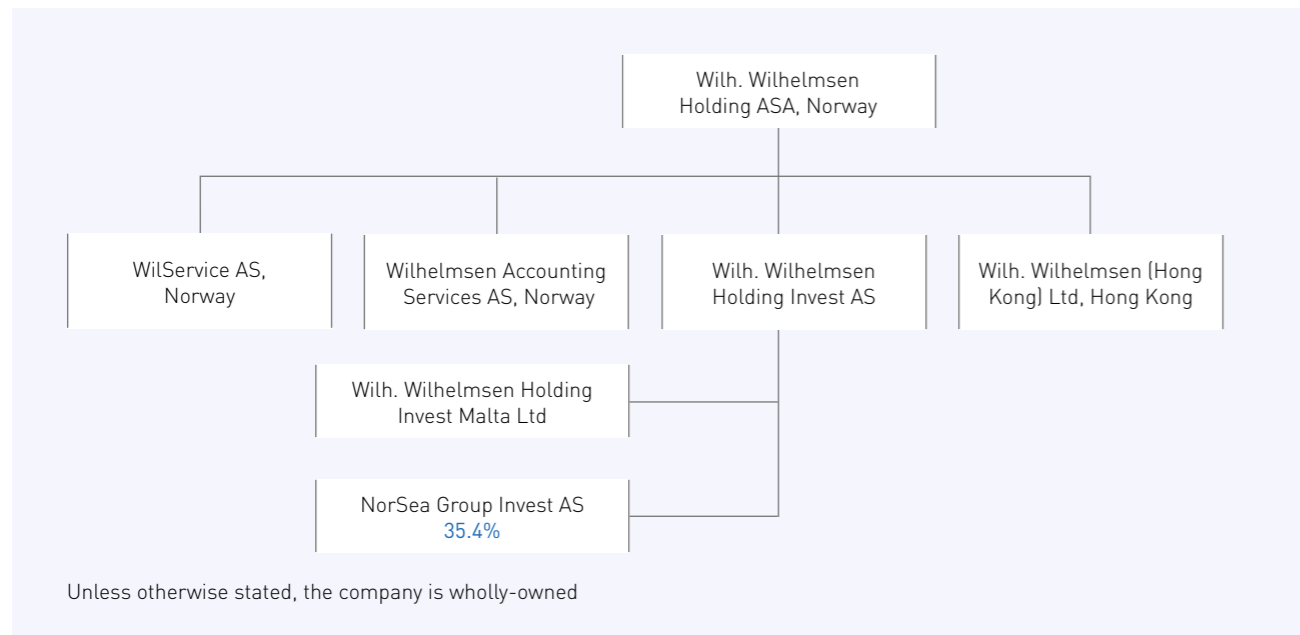 Wilh. Wilhelmsen
Holding ASA, Norway
WilService AS,
Norway
Wilhelmsen Accounting
Services AS, Norway
Wilh. Wilhelmsen
Holding Invest AS
Wilh. Wilhelmsen (Hong
Kong) Ltd, Hong Kong
Wilh. Wilhelmsen Holding
Invest Malta Ltd
NorSea Group Invest AS
35.4%
Unless otherwise stated, the company is wholly-owned